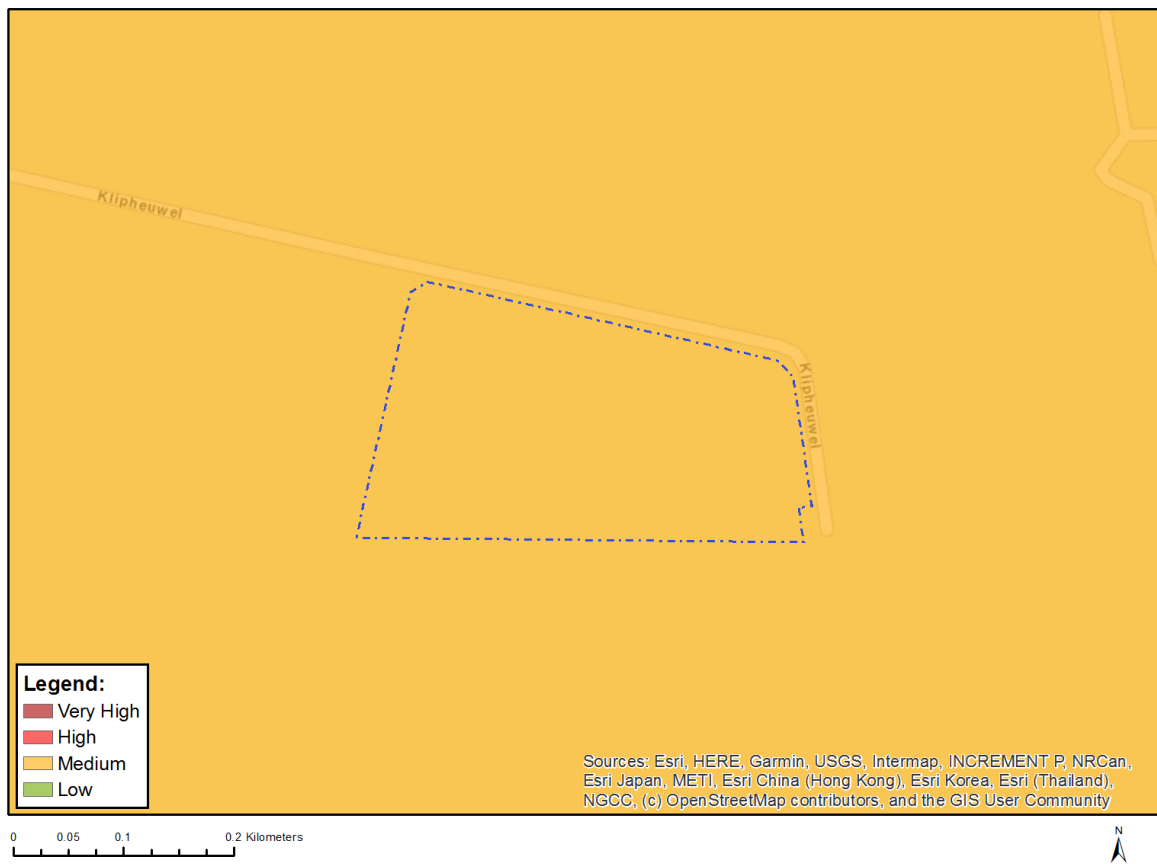 Klipheuwel
Klipheuwel
Legend:
Very High
High
Medium
Low
Sources: Esri, HERE, Garmin, USGS, Intermap, INCREMENT P, NRCan,
Esri Japan, METI, Esri China (Hong Kong), Esri Korea, Esri (Thailand),
NGCC, (c) OpenStreetMap contributors, and the GIS User Community
0 0.05 0.1 0.2 Kilometers
N